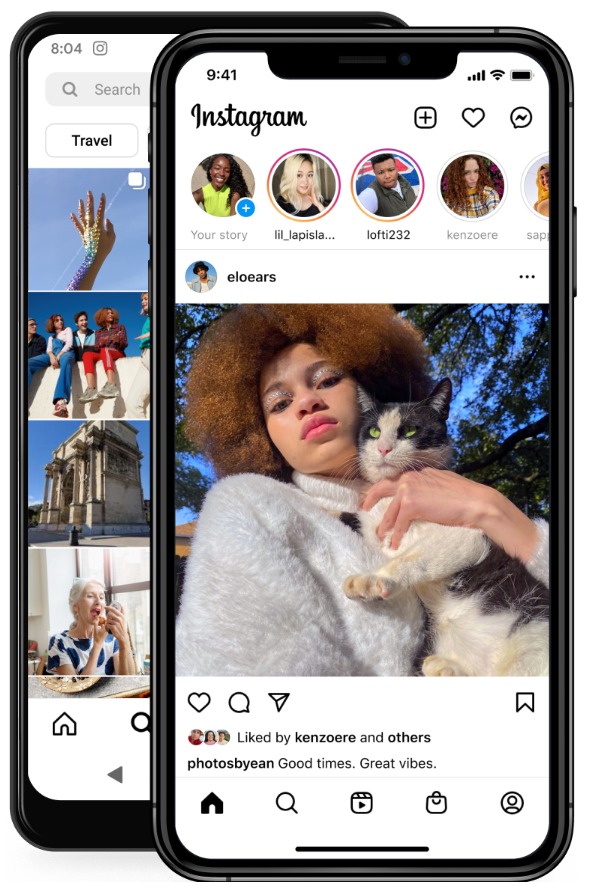 8:04
Search
Travel
9:41
Instagram
Your story
lil_lapisla...
lofti232
kenzoere
sapp
eloears
Liked by kenzoere and others
photosbyean Good times. Great vibes.